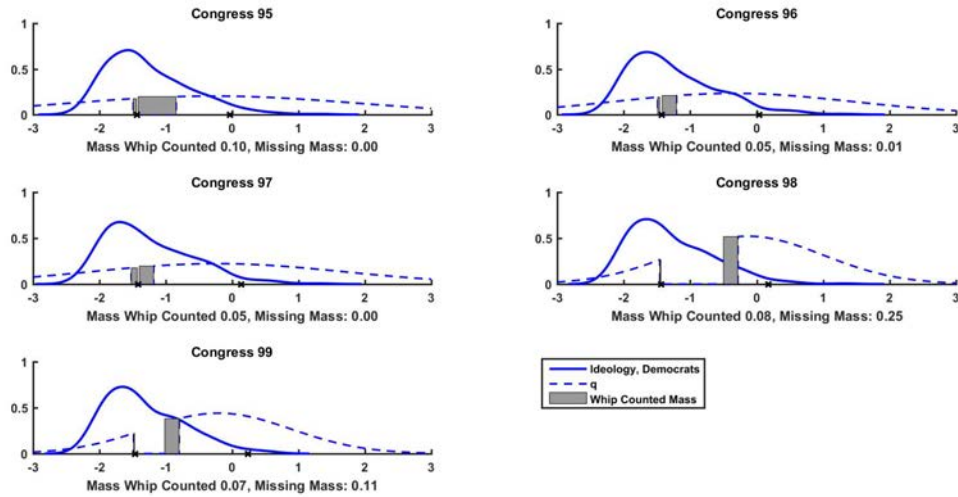 Congress 95
1
0.5
0
-3 -2 -1 0 1 2 3
Mass Whip Counted 0.10, Missing Mass: 0.00
Congress 96
1
0.5
0
-3 -2 -1 0 1 2 3
Mass Whip Counted 0.05, Missing Mass: 0.01
Congress 97
1
0.5
0
-3 -2 -1 0 1 2 3
Mass Whip Counted 0.05, Missing Mass: 0.00
Congress 98
1
0.5
0
-3 -2 -1 0 1 2 3
Mass Whip Counted 0.08, Missing Mass: 0.25
Congress 99
1
0.5
0
-3 -2 -1 0 1 2 3
Mass Whip Counted 0.07, Missing Mass: 0.11
Ideology, Democrats
q
Whip Counted Mass